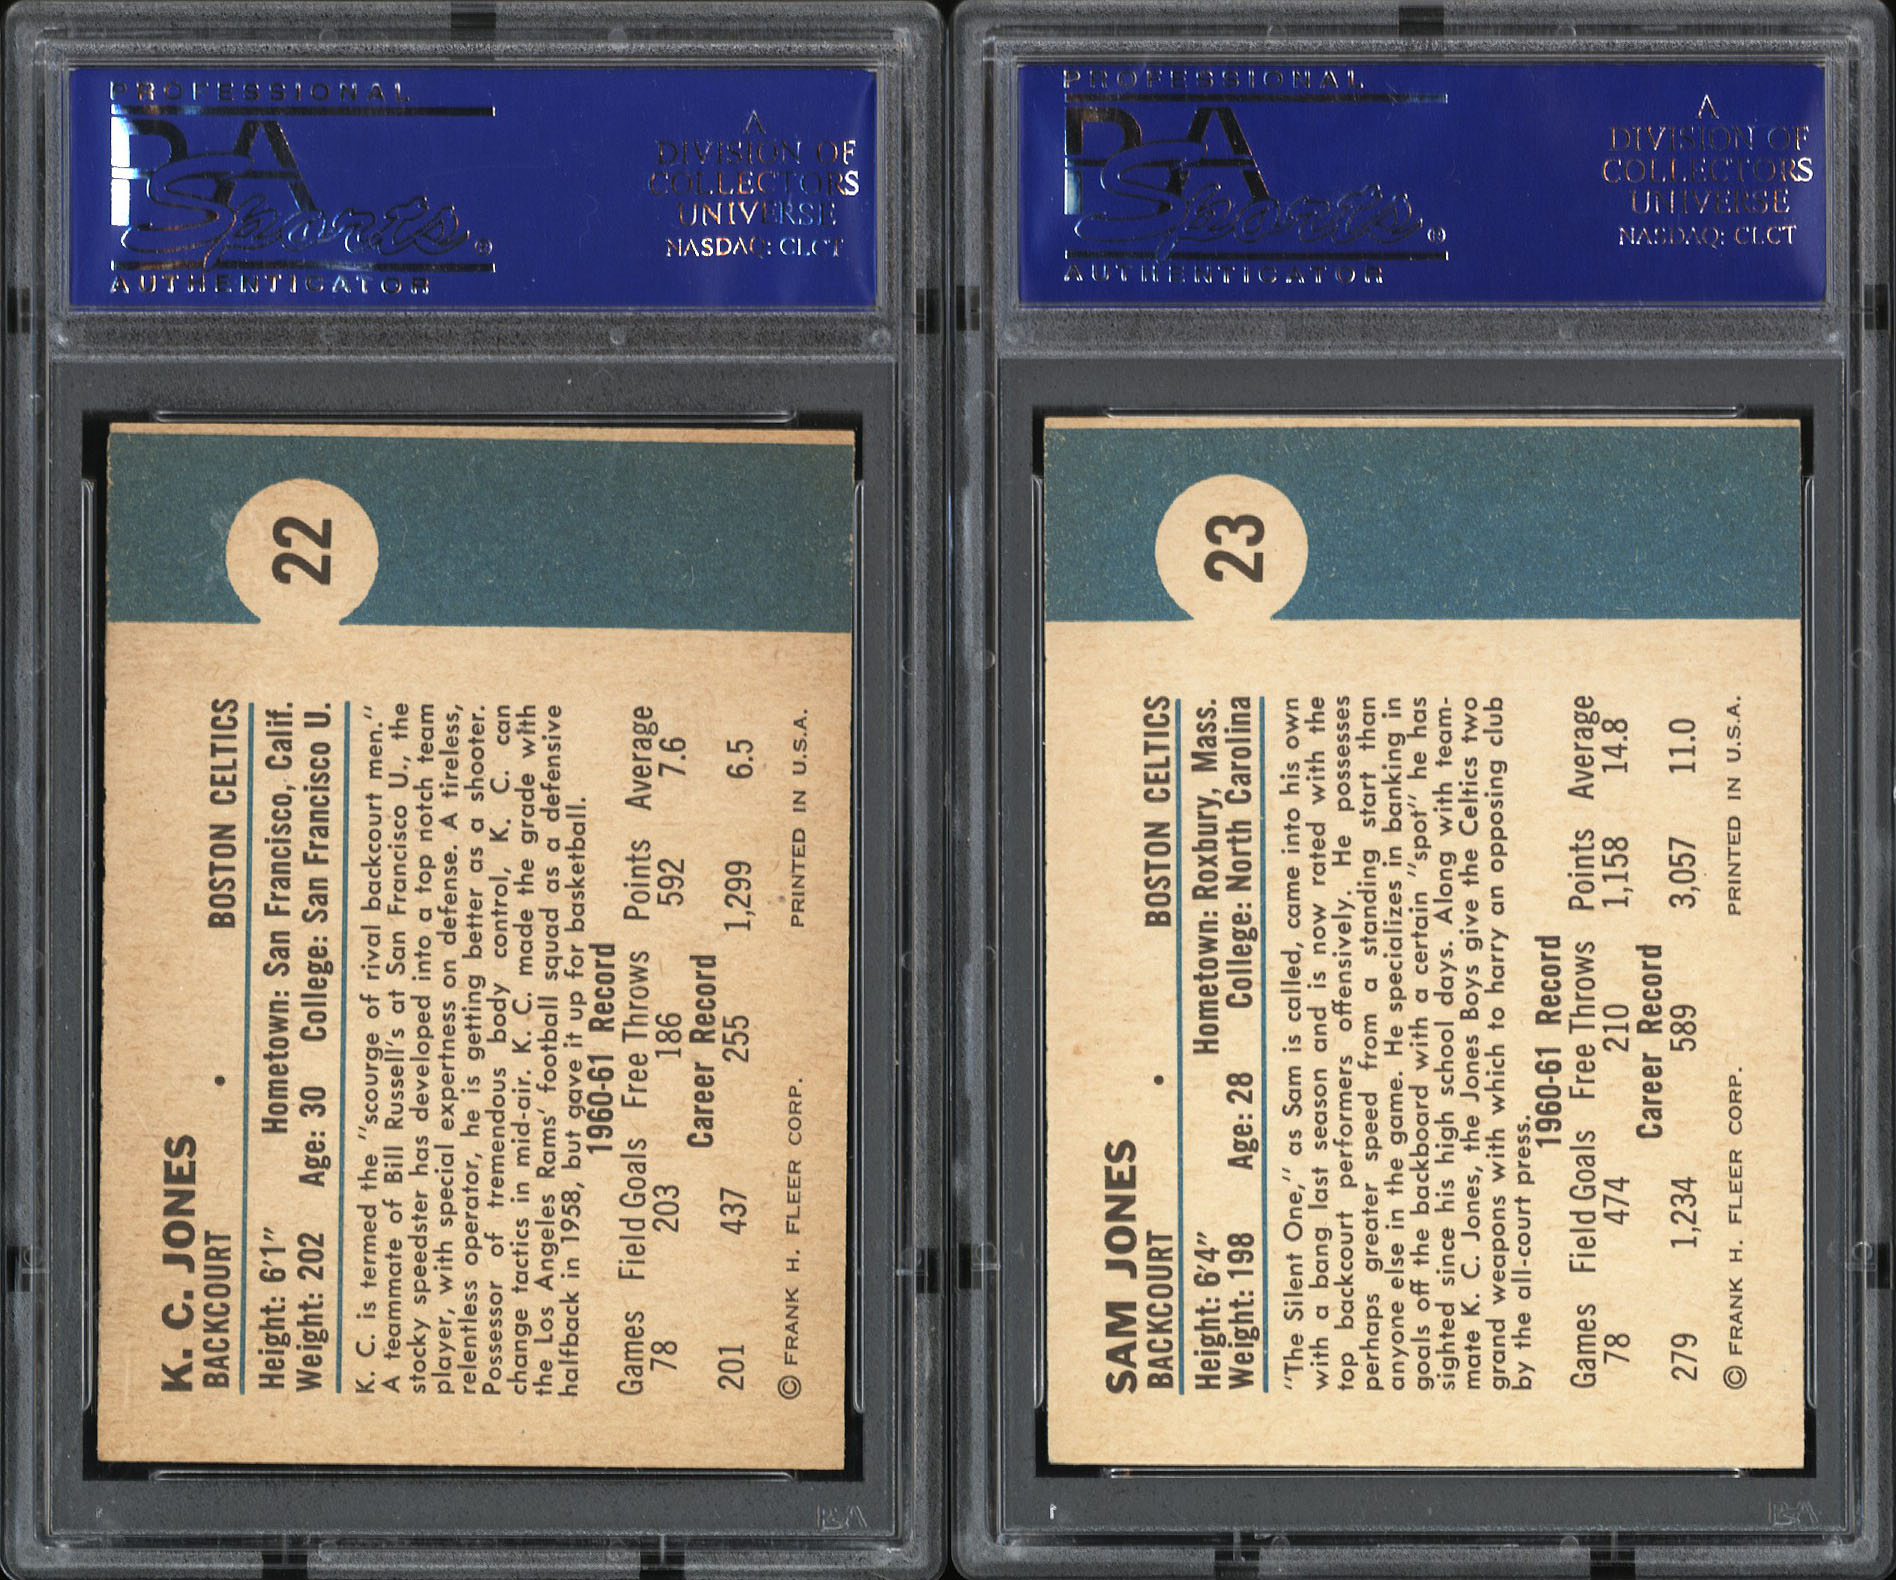 PROFESSIONAL
PSA
Sports®
AUTHENTICATOR
A
DIVISION OF
COLLECTORS
UNIVERSE
NASDAQ: CLCT
22
K. C. JONES
BACKCOURT • BOSTON CELTICS
Height: 6'1" Hometown: San Francisco, Calif.
Weight: 202 Age: 30 College: San Francisco U.
K. C. is termed the "scourge of rival backcourt men."
A teammate of Bill Russell's at San Francisco U., the
stocky speedster has developed into a top notch team
player, with special expertness on defense. A tireless,
relentless operator, he is getting better as a shooter.
Possessor of tremendous body control, K. C. can
change tactics in mid-air. K. C. made the grade with
the Los Angeles Rams' football squad as a defensive
halfback in 1958, but gave it up for basketball.
1960-61 Record
Games Field Goals Free Throws Points Average
78 203 186 592 7.6
Career Record
201 437 255 1,299 6.5
© FRANK H. FLEER CORP. PRINTED IN U.S.A.
PSA
PROFESSIONAL
PSA
Sports®
AUTHENTICATOR
A
DIVISION OF
COLLECTORS
UNIVERSE
NASDAQ: CLCT
23
SAM JONES
BACKCOURT • BOSTON CELTICS
Height: 6'4" Hometown: Roxbury, Mass.
Weight: 198 Age: 28 College: North Carolina
"The Silent One," as Sam is called, came into his own
with a bang last season and is now rated with the
top backcourt performers offensively. He possesses
perhaps greater speed from a standing start than
anyone else in the game. He specializes in banking in
goals off the backboard with a certain "spot" he has
sighted since his high school days. Along with team-
mate K. C. Jones, the Jones Boys give the Celtics two
grand weapons with which to harry an opposing club
by the all-court press.
1960-61 Record
Games Field Goals Free Throws Points Average
78 474 210 1,158 14.8
Career Record
279 1,234 589 3,057 11.0
© FRANK H. FLEER CORP. PRINTED IN U.S.A.
PSA